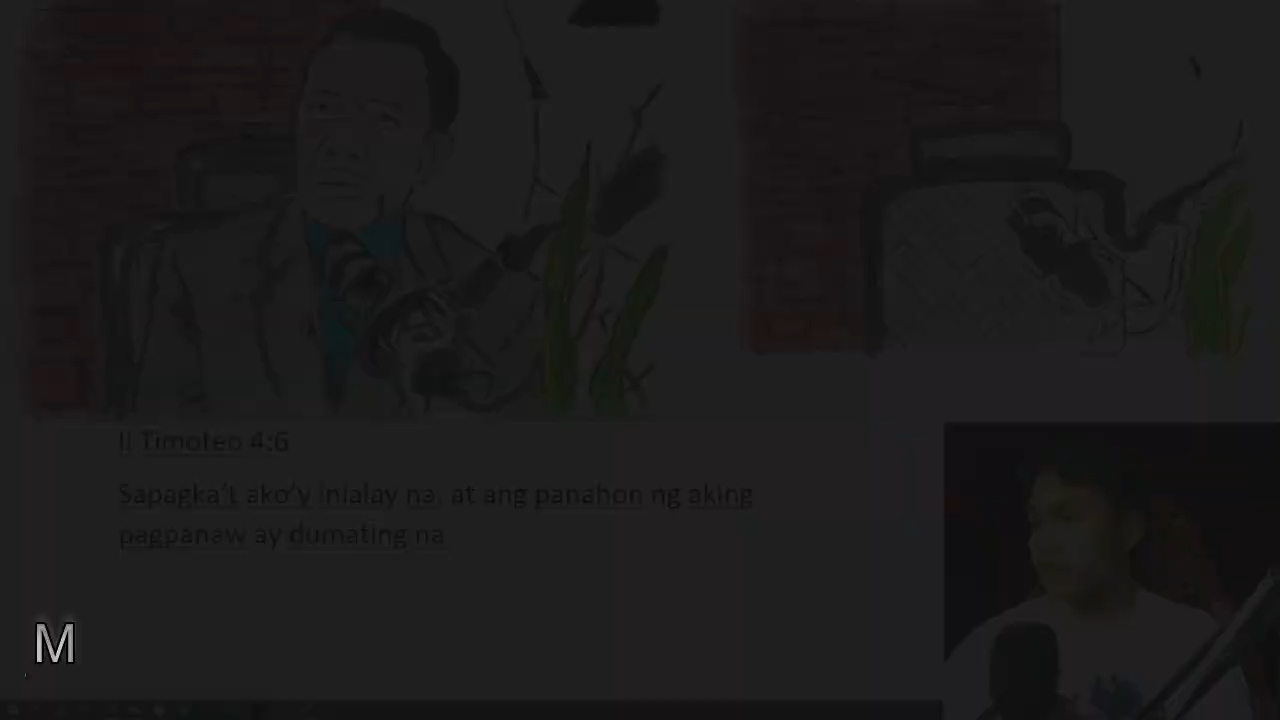 II Timoteo 4:6
Sapagka't ako'y inialay na, at ang panahon ng aking
pagpanaw ay dumating na
M